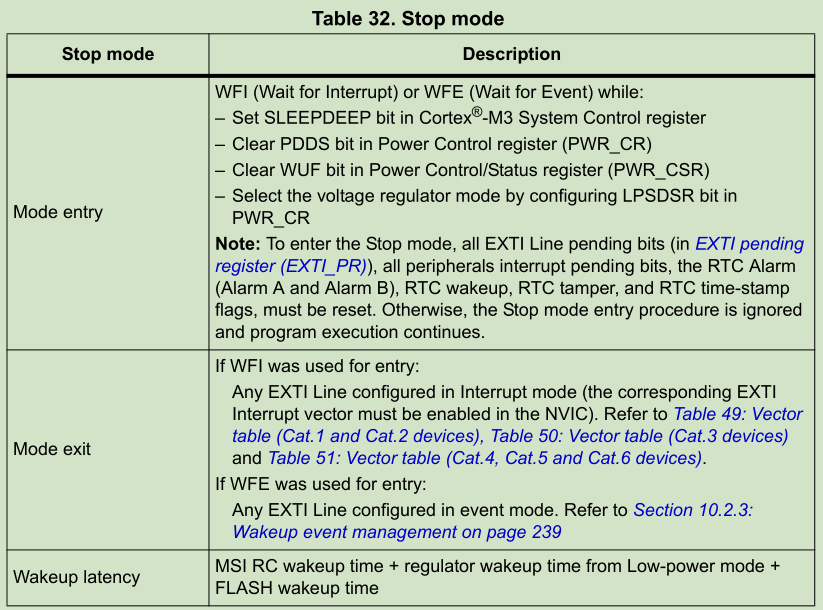 Table 32. Stop mode
Stop mode
Description
Mode entry
WFI (Wait for Interrupt) or WFE (Wait for Event) while:
– Set SLEEPDEEP bit in Cortex®-M3 System Control register
– Clear PDDS bit in Power Control register (PWR_CR)
– Clear WUF bit in Power Control/Status register (PWR_CSR)
– Select the voltage regulator mode by configuring LPSDSR bit in
PWR_CR
Note: To enter the Stop mode, all EXTI Line pending bits (in EXTI pending
register (EXTI_PR)), all peripherals interrupt pending bits, the RTC Alarm
(Alarm A and Alarm B), RTC wakeup, RTC tamper, and RTC time-stamp
flags, must be reset. Otherwise, the Stop mode entry procedure is ignored
and program execution continues.
Mode exit
If WFI was used for entry:
Any EXTI Line configured in Interrupt mode (the corresponding EXTI
Interrupt vector must be enabled in the NVIC). Refer to Table 49: Vector
table (Cat.1 and Cat.2 devices), Table 50: Vector table (Cat.3 devices)
and Table 51: Vector table (Cat.4, Cat.5 and Cat.6 devices).
If WFE was used for entry:
Any EXTI Line configured in event mode. Refer to Section 10.2.3:
Wakeup event management on page 239
Wakeup latency
MSI RC wakeup time + regulator wakeup time from Low-power mode +
FLASH wakeup time